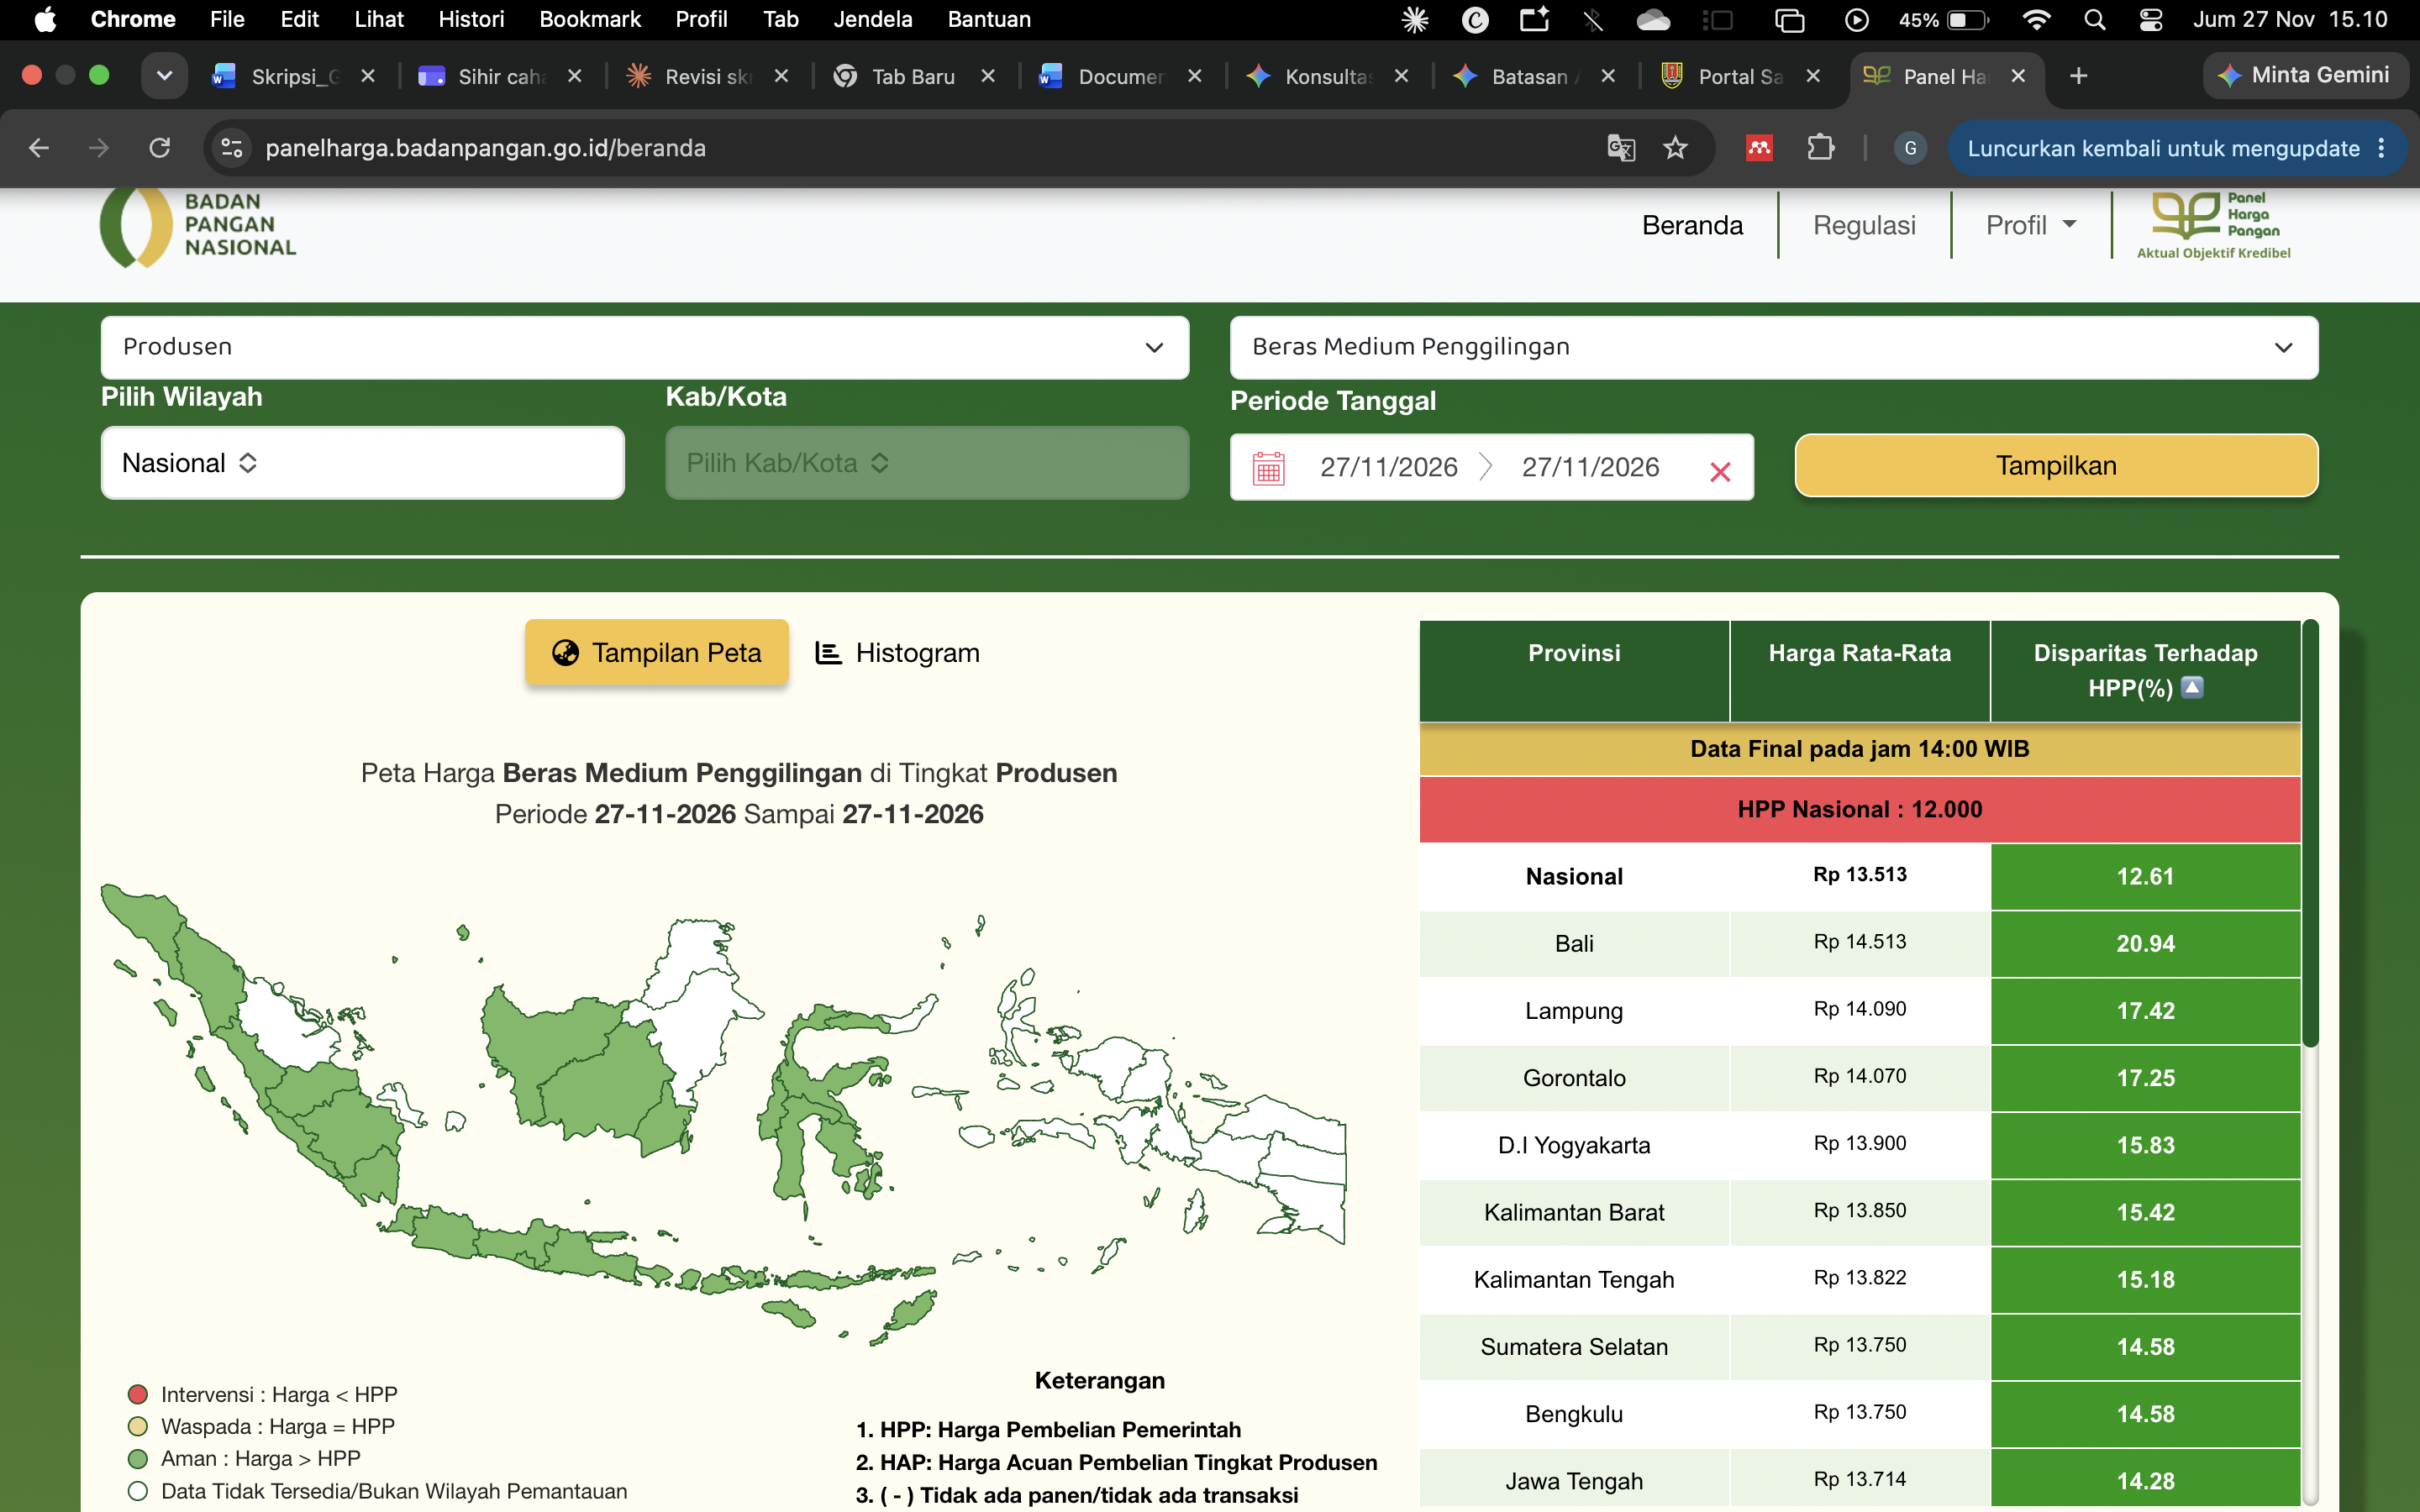 Chrome File Edit Lihat Histori Bookmark Profil Tab Jendela Bantuan 45% Jum 27 Nov 15.10
Skripsi_G Sihir caha Revisi skr Tab Baru Documen Konsultas Batasan Portal Sa Panel Ha Minta Gemini
panelharga.badanpangan.go.id/beranda G Luncurkan kembali untuk mengupdate
BADAN
PANGAN
NASIONAL
Beranda Regulasi Profil
Panel
Harga
Pangan
Aktual Objektif Kredibel
Produsen Beras Medium Penggilingan
Pilih Wilayah Kab/Kota Periode Tanggal
Nasional Pilih Kab/Kota 27/11/2026 27/11/2026 Tampilkan
Tampilan Peta Histogram
Peta Harga Beras Medium Penggilingan di Tingkat Produsen
Periode 27-11-2026 Sampai 27-11-2026
Intervensi : Harga < HPP
Waspada : Harga = HPP
Aman : Harga > HPP
Data Tidak Tersedia/Bukan Wilayah Pemantauan
Keterangan
1. HPP: Harga Pembelian Pemerintah
2. HAP: Harga Acuan Pembelian Tingkat Produsen
3. ( - ) Tidak ada panen/tidak ada transaksi
Provinsi Harga Rata-Rata Disparitas Terhadap
HPP(%)
Data Final pada jam 14:00 WIB
HPP Nasional : 12.000
Nasional Rp 13.513 12.61
Bali Rp 14.513 20.94
Lampung Rp 14.090 17.42
Gorontalo Rp 14.070 17.25
D.I Yogyakarta Rp 13.900 15.83
Kalimantan Barat Rp 13.850 15.42
Kalimantan Tengah Rp 13.822 15.18
Sumatera Selatan Rp 13.750 14.58
Bengkulu Rp 13.750 14.58
Jawa Tengah Rp 13.714 14.28